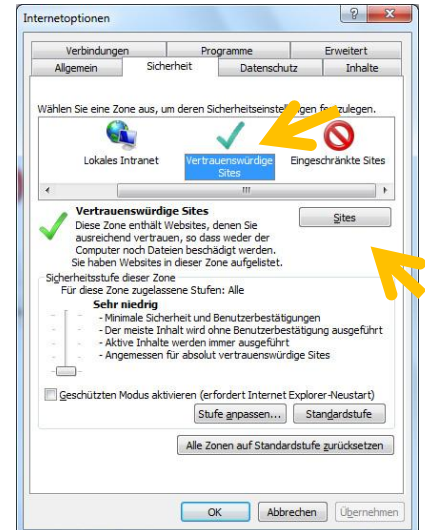 Internetoptionen
Verbindungen Programme Erweitert
Allgemein Sicherheit Datenschutz Inhalte
Wählen Sie eine Zone aus, um deren Sicherheitseinstellungen festzulegen.
Lokales Intranet Vertrauenswürdige Eingeschränkte Sites
Sites
Vertrauenswürdige Sites
Sites
Diese Zone enthält Websites, denen Sie
ausreichend vertrauen, so dass weder der
Computer noch Dateien beschädigt werden.
Sie haben Websites in dieser Zone aufgelistet.
Sicherheitsstufe dieser Zone
Für diese Zone zugelassene Stufen: Alle
Sehr niedrig
- Minimale Sicherheit und Benutzerbestätigungen
- Der meiste Inhalt wird ohne Benutzerbestätigung ausgeführt
- Aktive Inhalte werden immer ausgeführt
- Angemessen für absolut vertrauenswürdige Sites
Geschützten Modus aktivieren (erfordert Internet Explorer-Neustart)
Stufe anpassen... Standardstufe
Alle Zonen auf Standardstufe zurücksetzen
OK Abbrechen Übernehmen